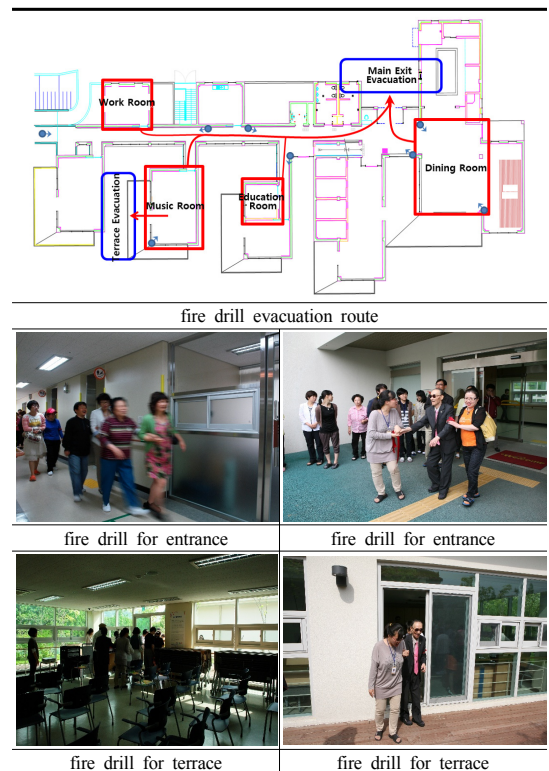 Main Exit
Evacuation
Work Room
Dining Room
Terrace Evacuation
Music Room
Education
Room
fire drill evacuation route
fire drill for entrance
fire drill for entrance
fire drill for terrace
fire drill for terrace